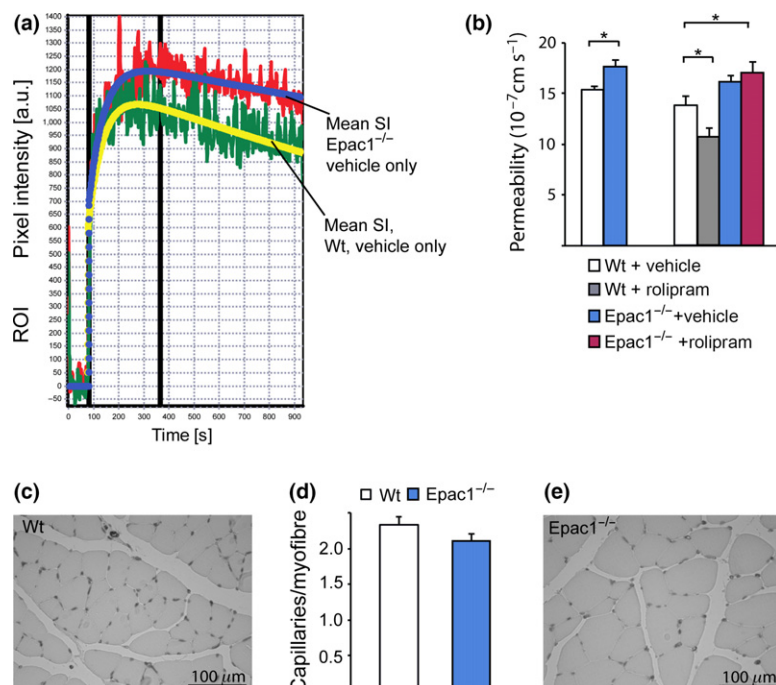 (a)
Pixel intensity [a.u.]
ROI
1400
1350
1300
1250
1200
1150
1100
1050
1000
950
900
850
800
750
700
650
600
550
500
450
400
350
300
250
200
150
100
50
0
−50
0 100 200 300 400 500 600 700 800 900
Time [s]
Mean SI
Epac1−/−
vehicle only
Mean SI,
Wt, vehicle only
(b)
Permeability (10−7cm s−1)
20
15
10
5
* * *
Wt + vehicle
Wt + rolipram
Epac1−/−+vehicle
Epac1−/− +rolipram
(c)
Wt
100 µm
(d)
Wt Epac1−/−
Capillaries/myofibre
2.0
1.5
1.0
0.5
(e)
Epac1−/−
100 µm